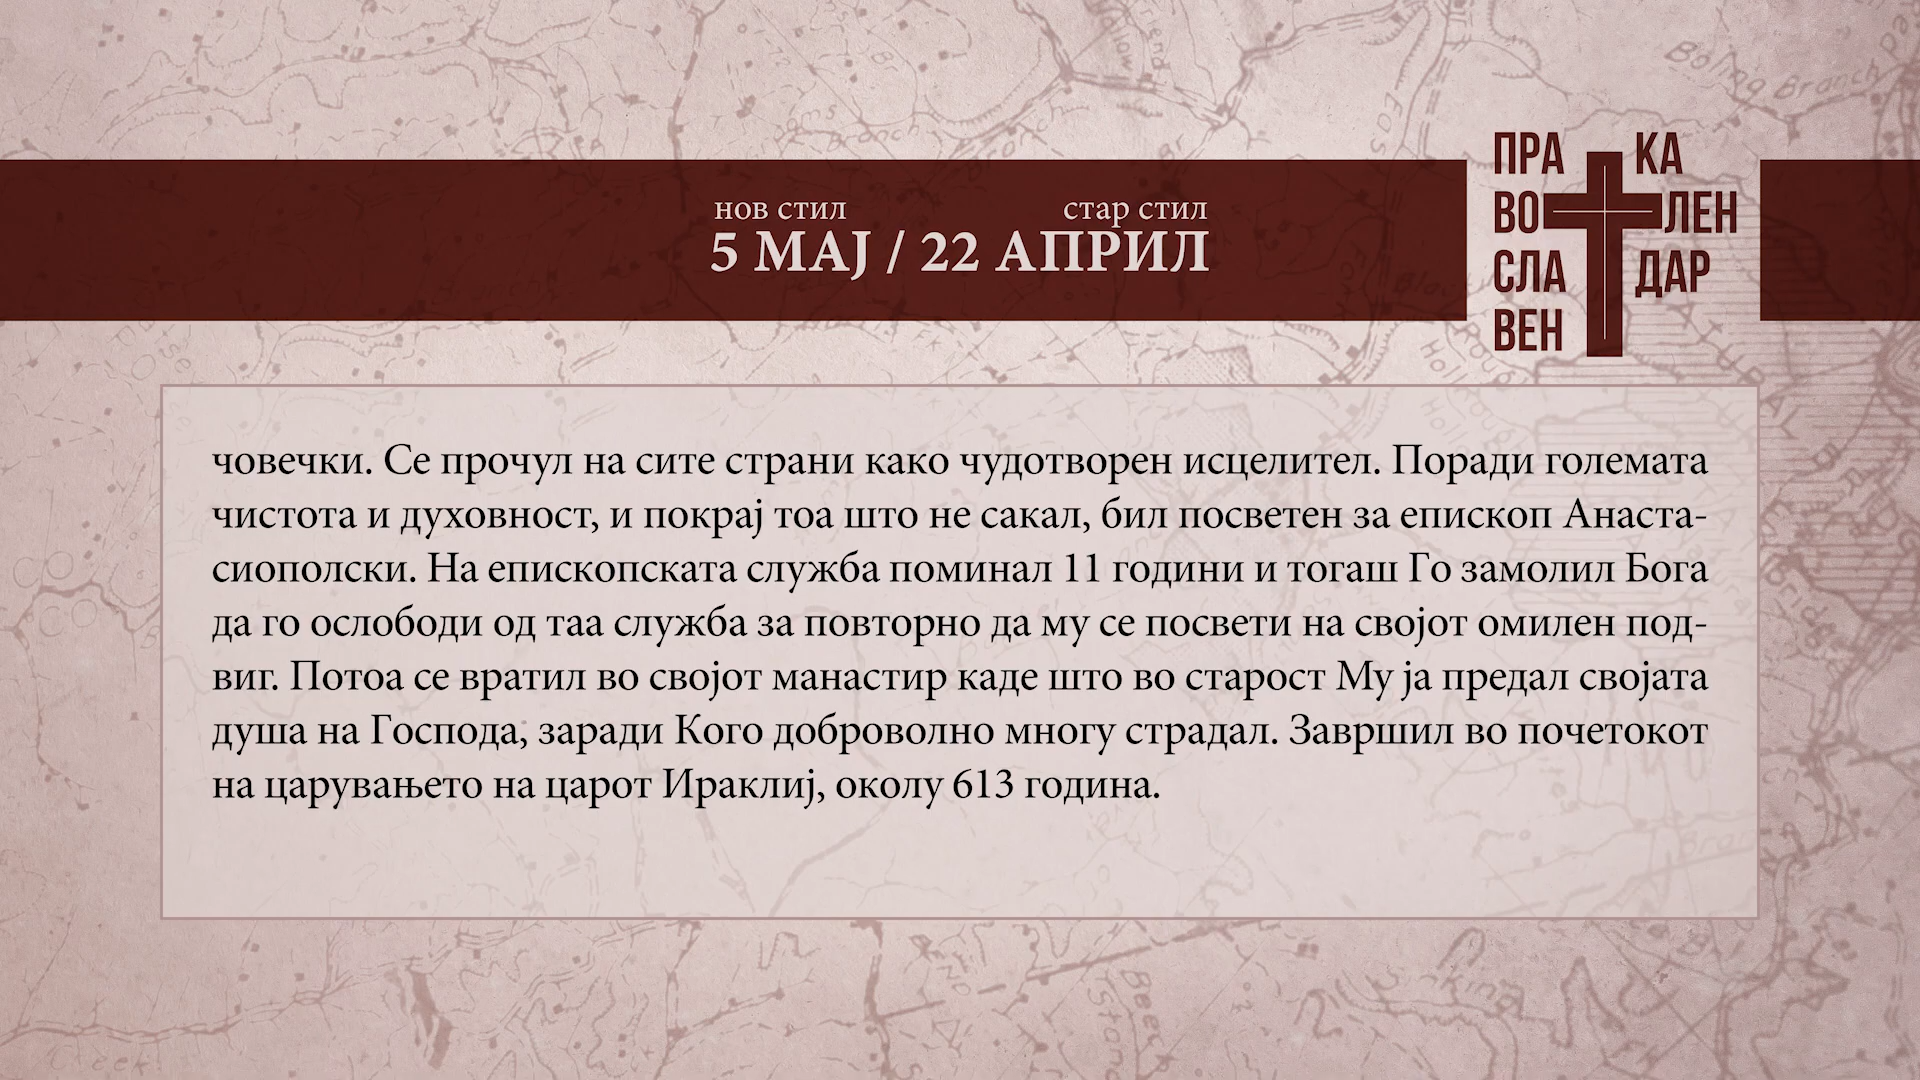 нов стил стар стил
5 МАЈ / 22 АПРИЛ
ПРА КА
ВО ЛЕН
СЛА ДАР
ВЕН
човечки. Се прочул на сите страни како чудотворен исцелител. Поради големата
чистота и духовност, и покрај тоа што не сакал, бил посветен за епископ Анаста-
сиополски. На епископската служба поминал 11 години и тогаш Го замолил Бога
да го ослободи од таа служба за повторно да му се посвети на својот омилен под-
виг. Потоа се вратил во својот манастир каде што во старост Му ја предал својата
душа на Господа, заради Кого доброволно многу страдал. Завршил во почетокот
на царувањето на царот Ираклиј, околу 613 година.
Boling Branch
Creek